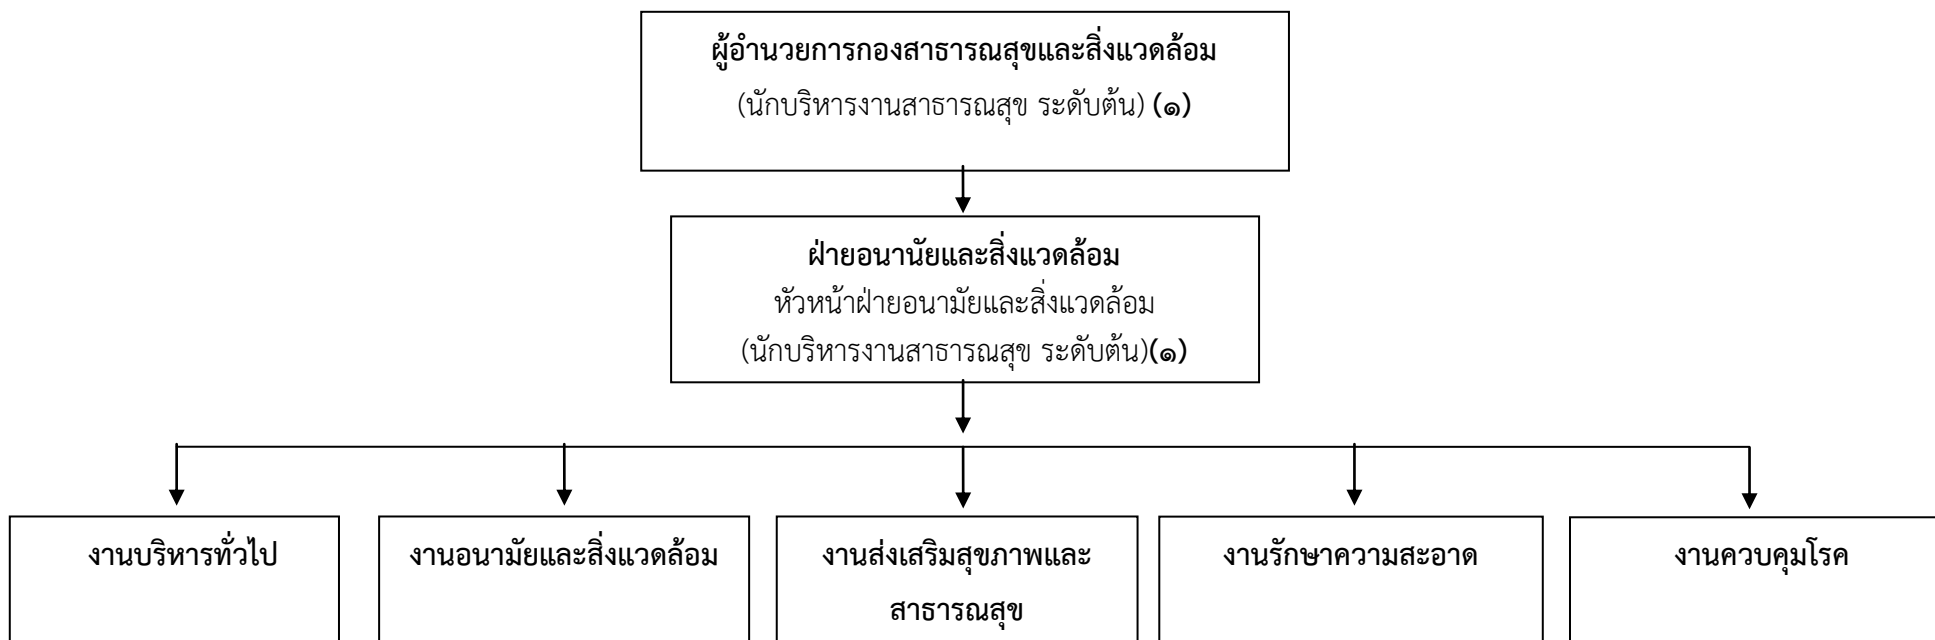 ผู้อำนวยการกองสาธารณสุขและสิ่งแวดล้อม
(นักบริหารงานสาธารณสุข ระดับต้น) (๑)
ฝ่ายอนานัยและสิ่งแวดล้อม
หัวหน้าฝ่ายอนามัยและสิ่งแวดล้อม
(นักบริหารงานสาธารณสุข ระดับต้น)(๑)
งานบริหารทั่วไป
งานอนามัยและสิ่งแวดล้อม
งานส่งเสริมสุขภาพและ
สาธารณสุข
งานรักษาความสะอาด
งานควบคุมโรค